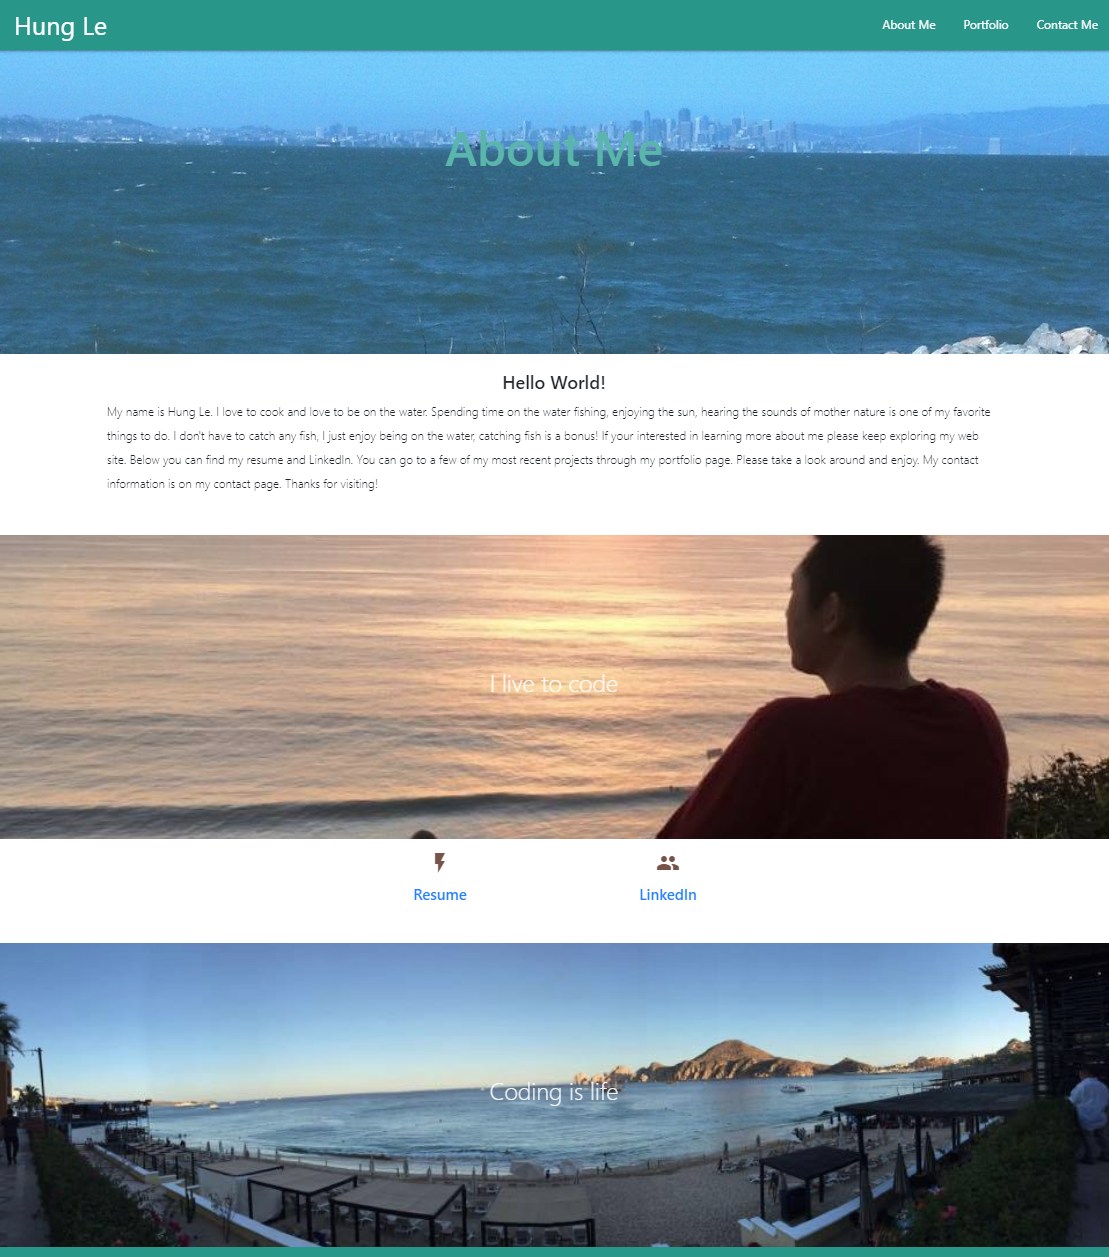 Hung Le
About Me Portfolio Contact Me
About Me
Hello World!
My name is Hung Le. I love to cook and love to be on the water. Spending time on the water fishing, enjoying the sun, hearing the sounds of mother nature is one of my favorite
things to do. I don't have to catch any fish, I just enjoy being on the water, catching fish is a bonus! If your interested in learning more about me please keep exploring my web
site. Below you can find my resume and LinkedIn. You can go to a few of my most recent projects through my portfolio page. Please take a look around and enjoy. My contact
information is on my contact page. Thanks for visiting!
I live to code
Resume LinkedIn
Coding is life